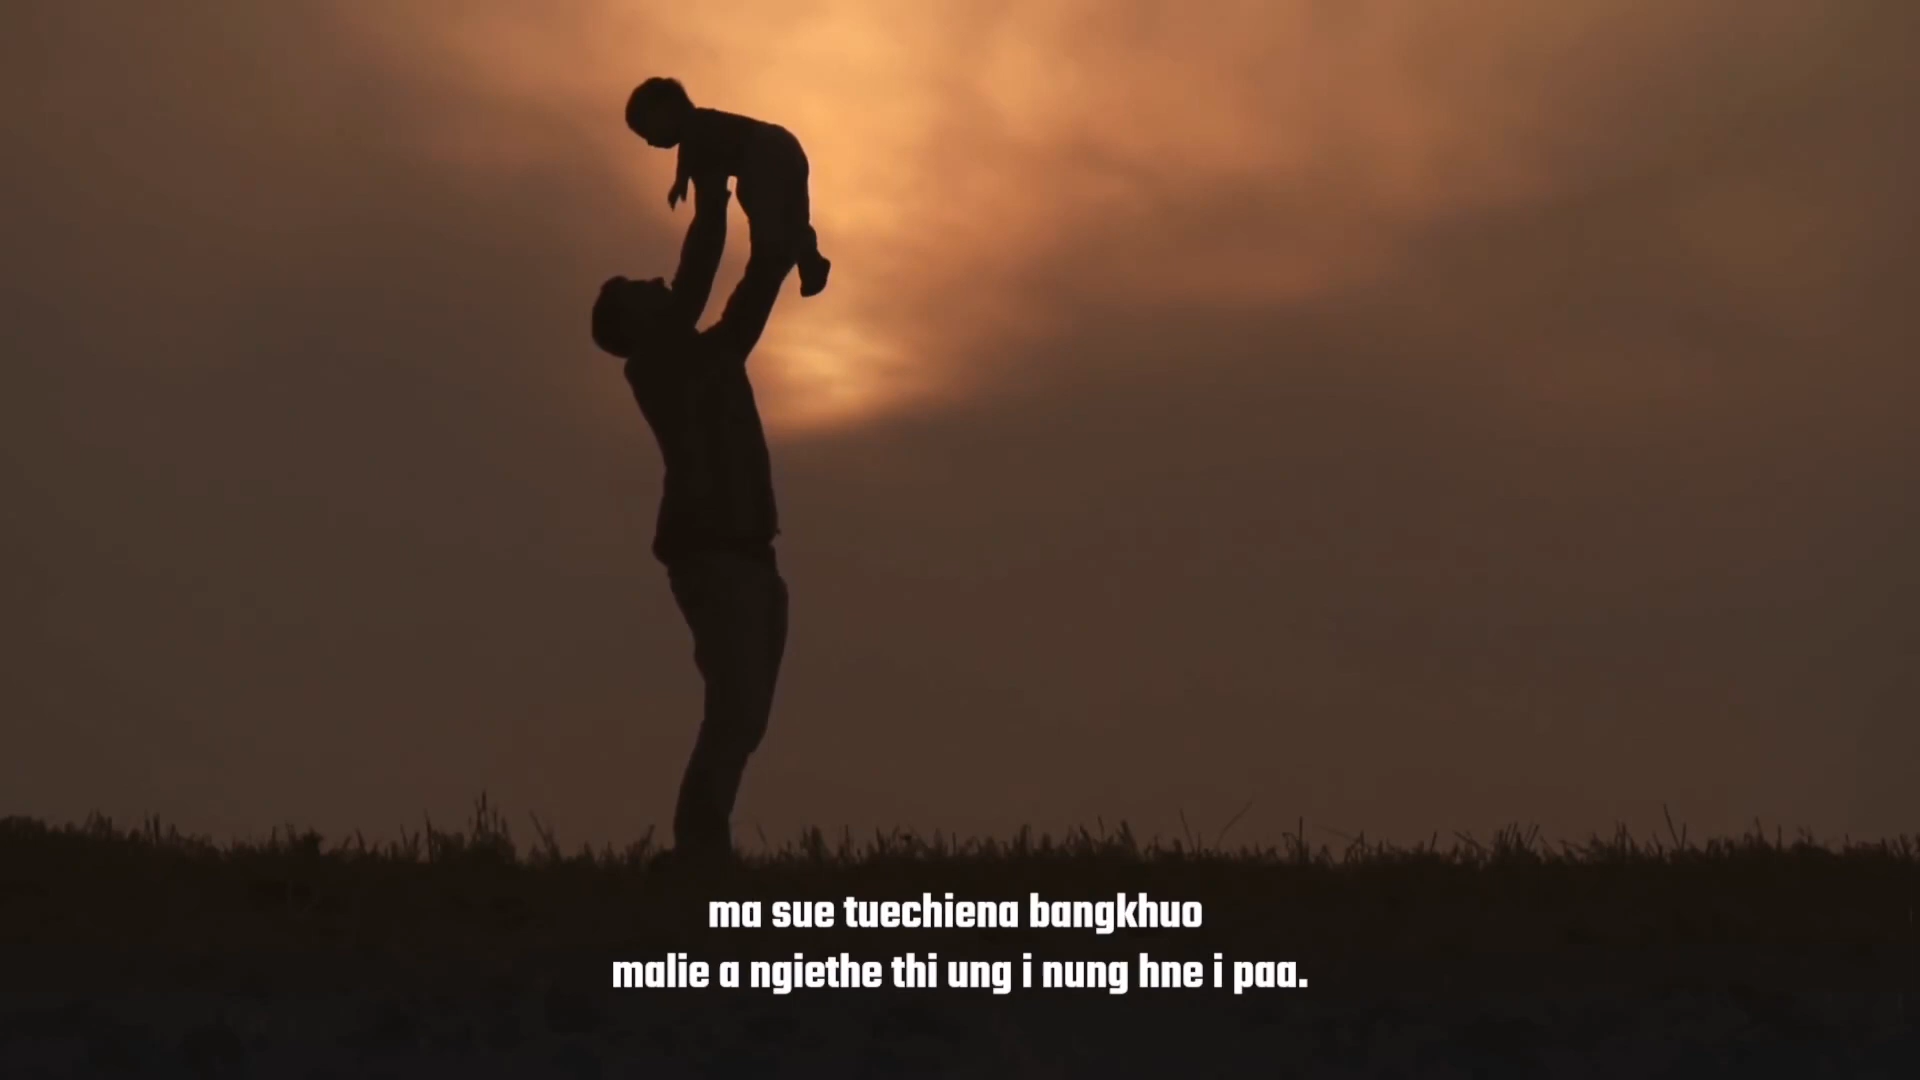 ma sue tuechiena bangkhuo
malie a ngiethe thi ung i nung hne i paa.